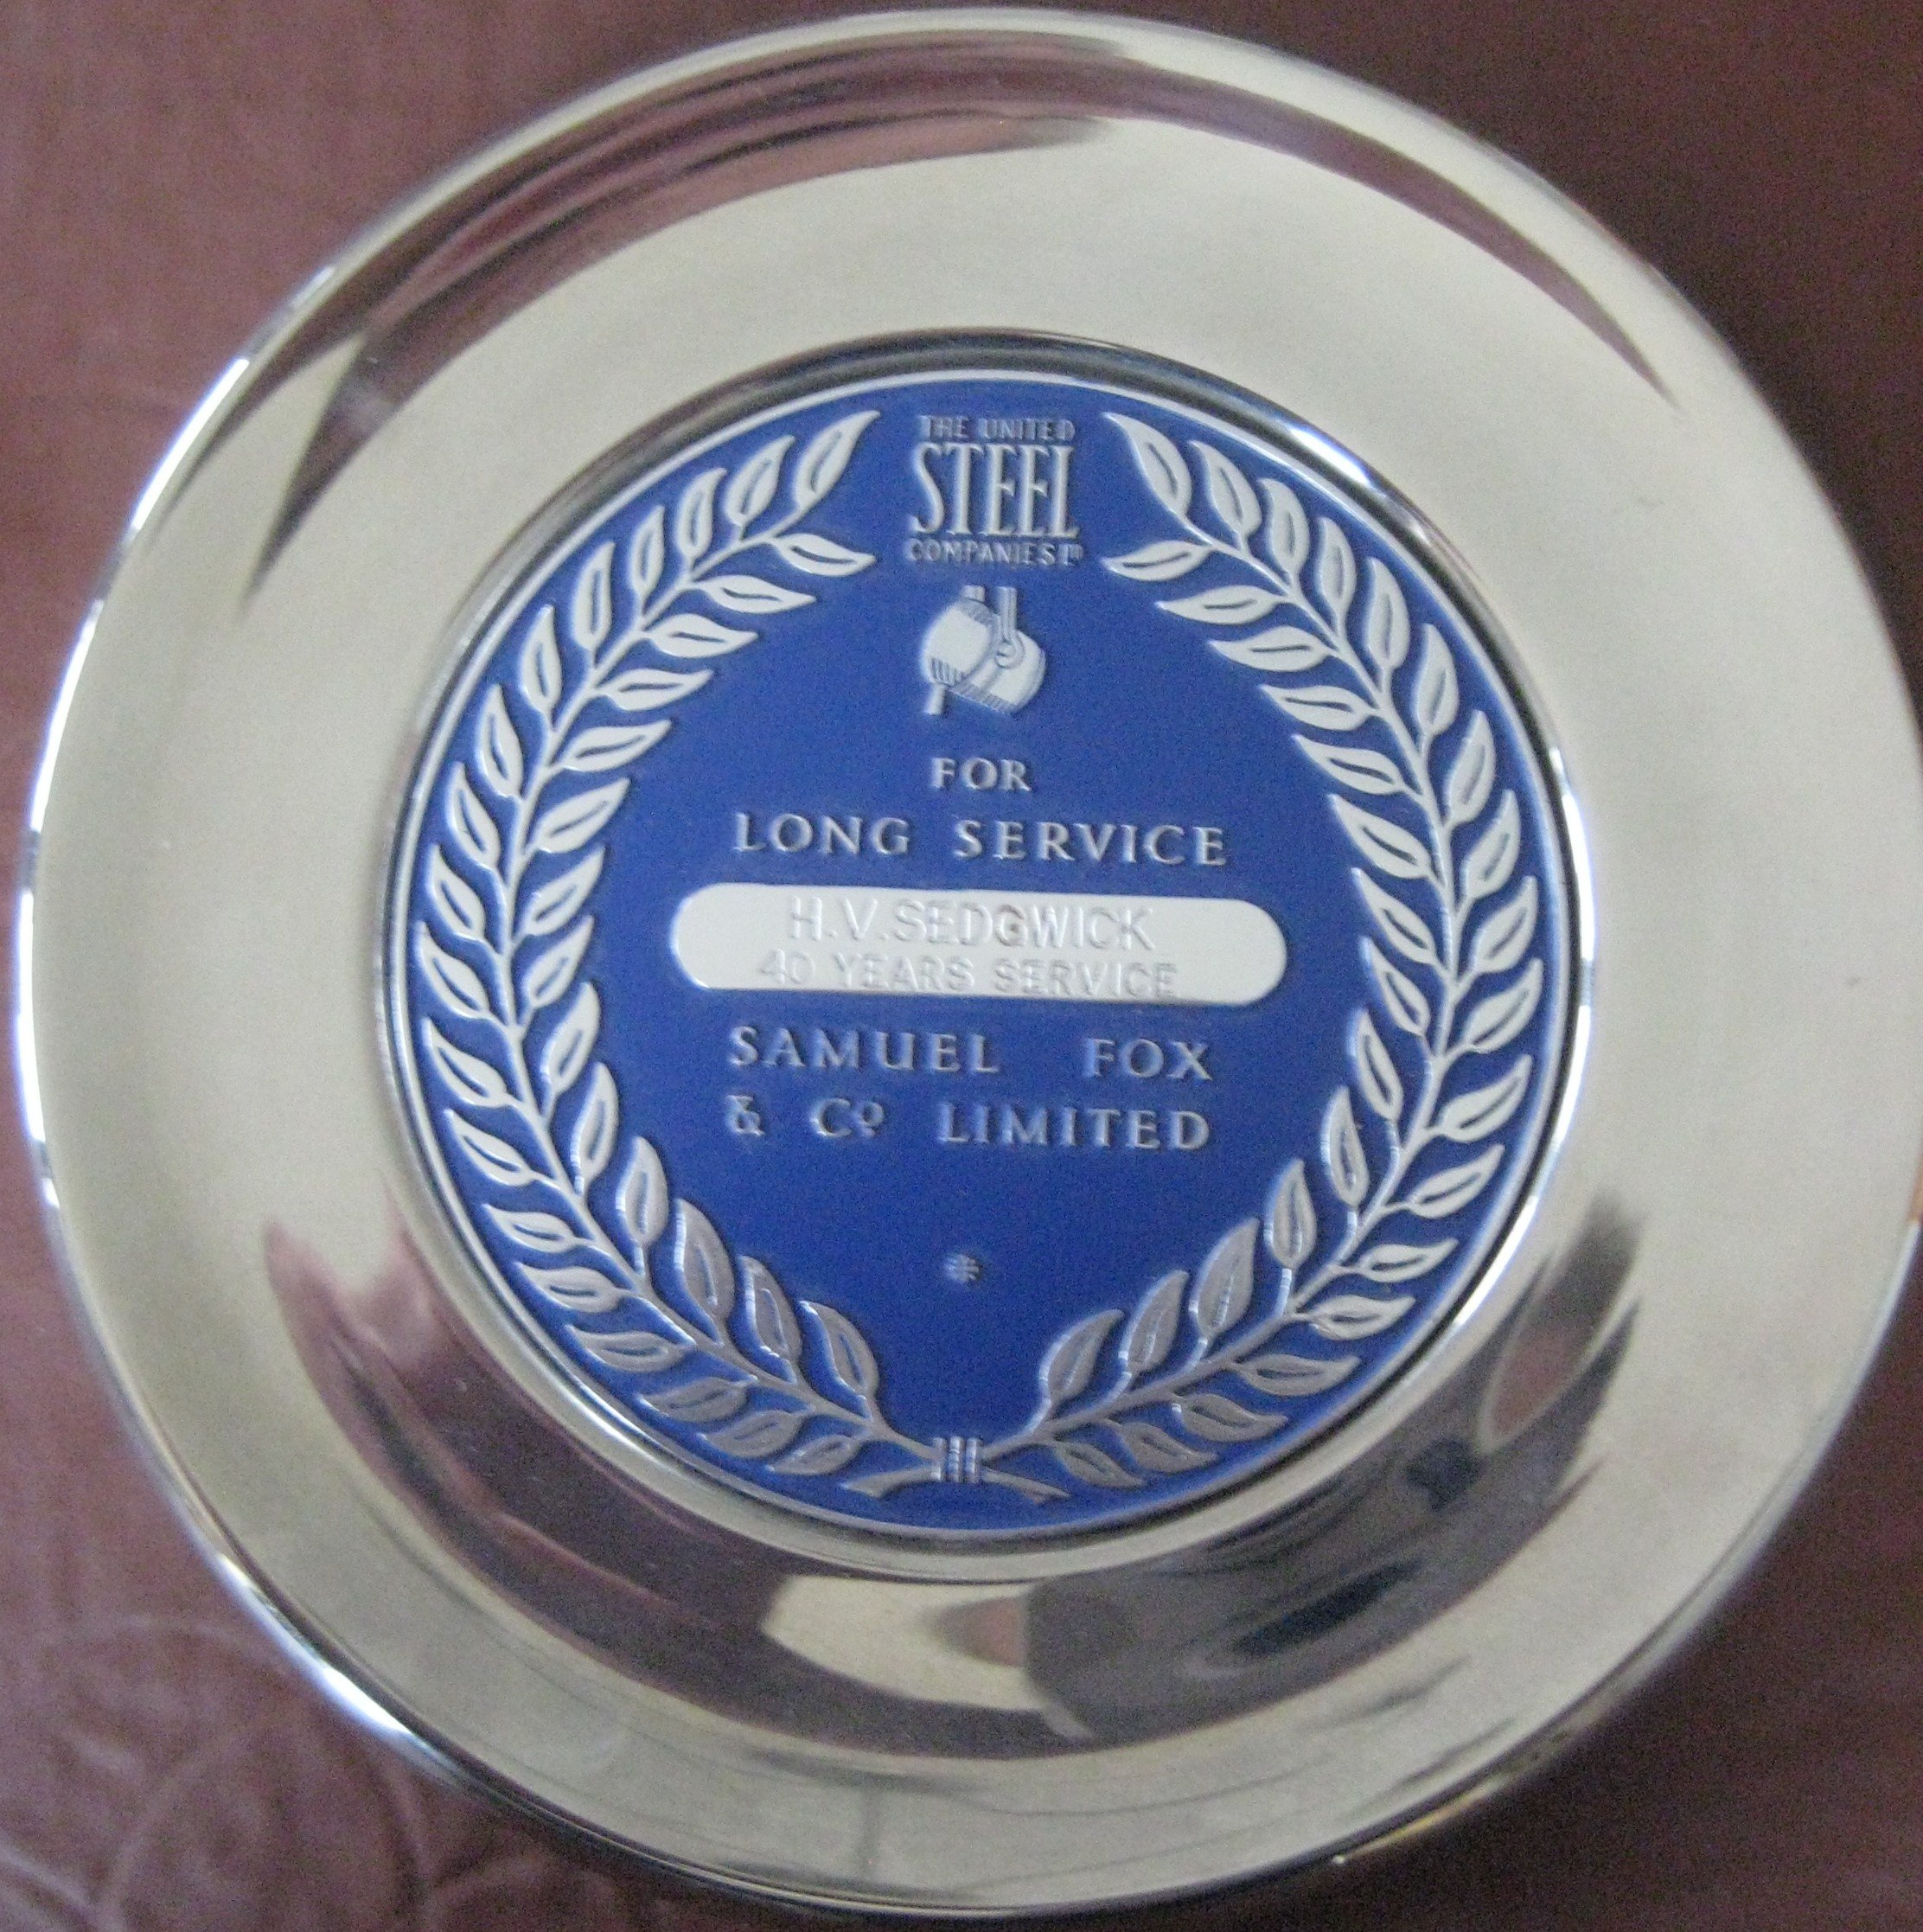 THE UNITED
STEEL
COMPANIES LTD
FOR
LONG SERVICE
H.V. SEDGWICK
40 YEARS SERVICE
SAMUEL FOX
& Co LIMITED